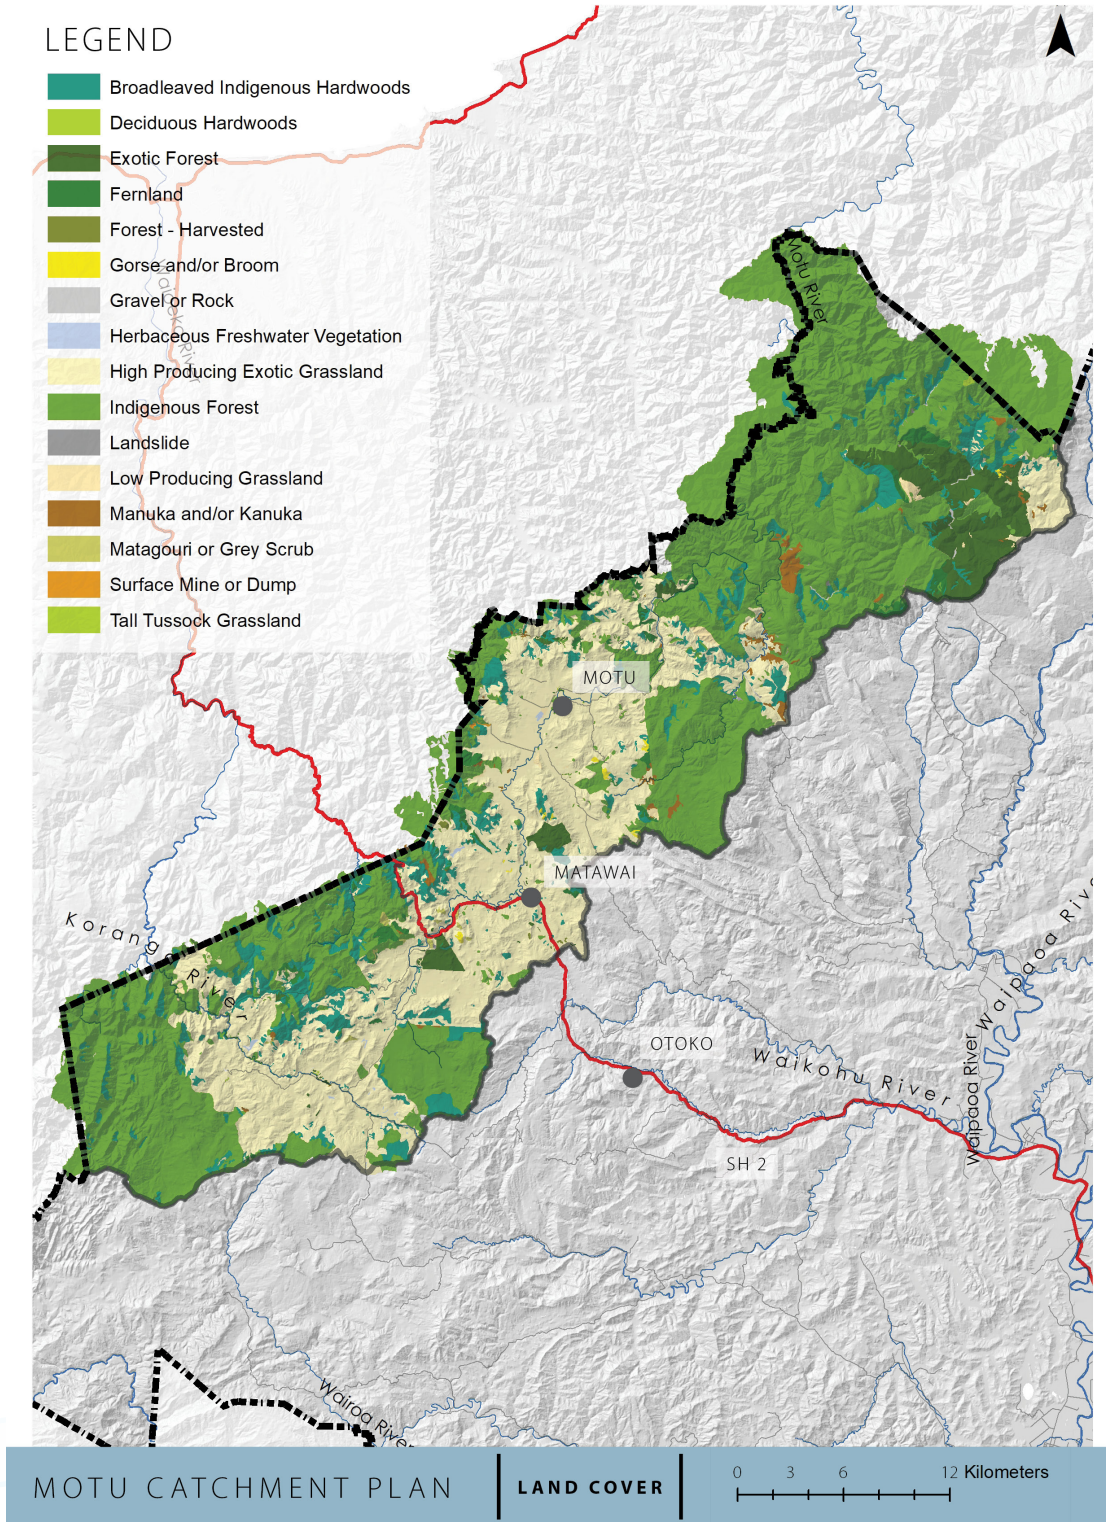 LEGEND
Broadleaved Indigenous Hardwoods
Deciduous Hardwoods
Exotic Forest
Fernland
Forest - Harvested
Gorse and/or Broom
Gravel or Rock
Herbaceous Freshwater Vegetation
High Producing Exotic Grassland
Indigenous Forest
Landslide
Low Producing Grassland
Manuka and/or Kanuka
Matagouri or Grey Scrub
Surface Mine or Dump
Tall Tussock Grassland
Motu River
MOTU
MATAWAI
Korang
River
OTOKO
Waikohu River
Waipaoa River
Waipaoa River
SH 2
Wairoa River
MOTU CATCHMENT PLAN
LAND COVER
0 3 6 12 Kilometers